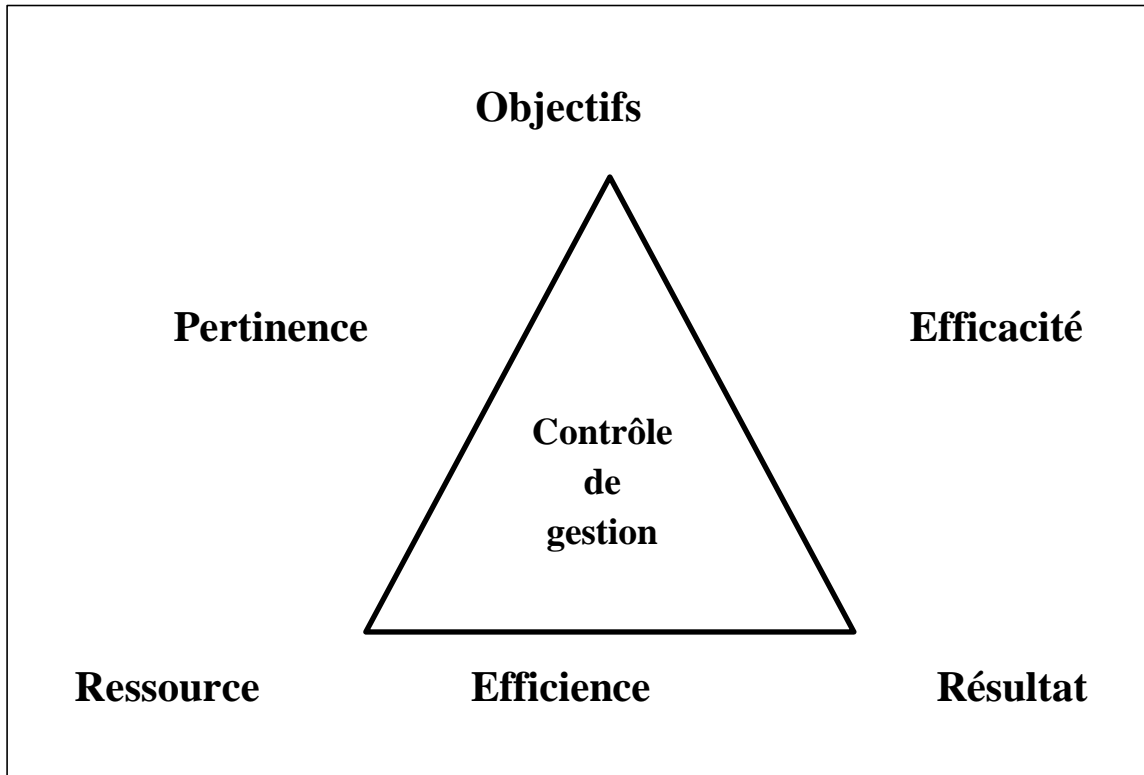 Objectifs
Pertinence
Efficacité
Contrôle
de
gestion
Ressource
Efficience
Résultat